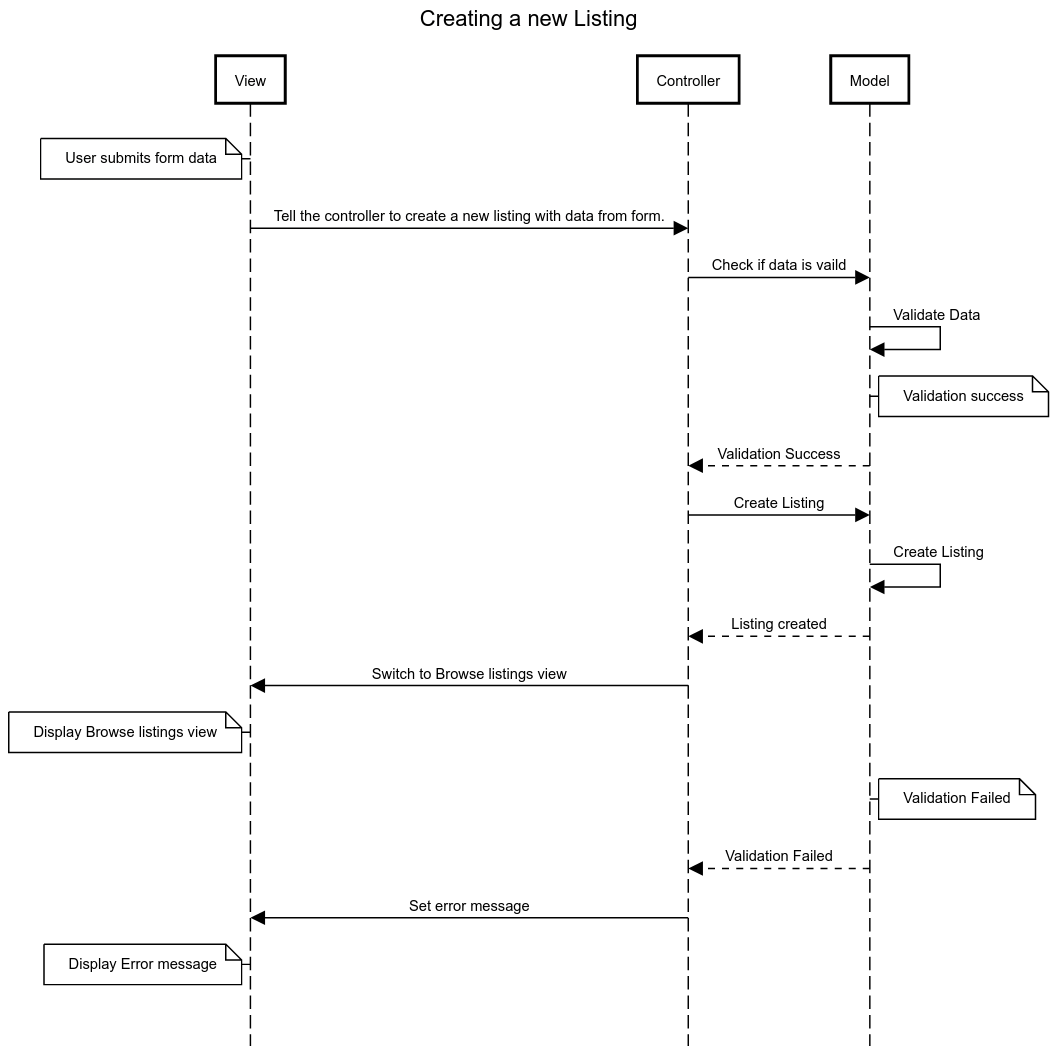 Creating a new Listing
View
Controller
Model
User submits form data
Tell the controller to create a new listing with data from form.
Check if data is vaild
Validate Data
Validation success
Validation Success
Create Listing
Create Listing
Listing created
Switch to Browse listings view
Display Browse listings view
Validation Failed
Validation Failed
Set error message
Display Error message